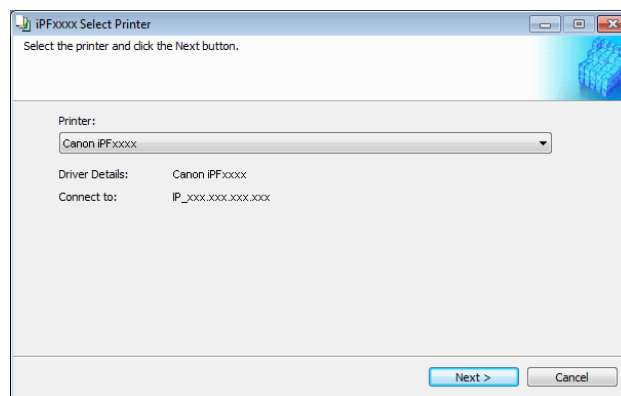 iPFxxxx Select Printer
Select the printer and click the Next button.
Printer:
Canon iPFxxxx
Driver Details: Canon iPFxxxx
Connect to: IP_xxx.xxx.xxx.xxx
Next > Cancel